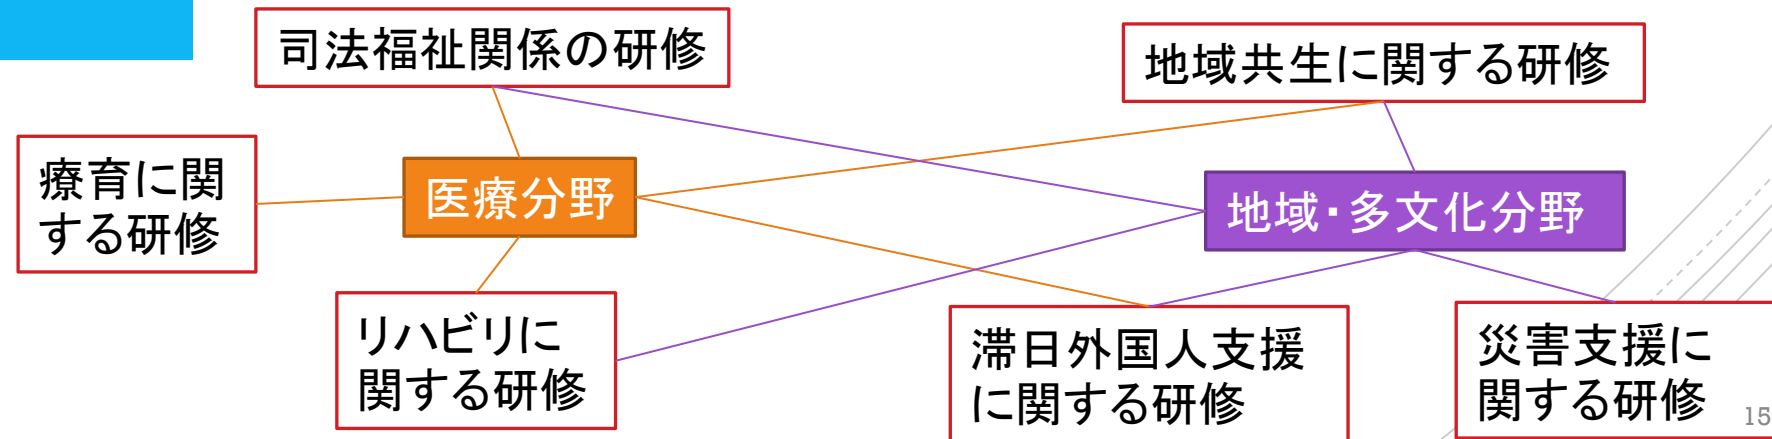 司法福祉関係の研修
地域共生に関する研修
療育に関
する研修
医療分野
地域・多文化分野
リハビリに
関する研修
滞日外国人支援
に関する研修
災害支援に
関する研修
15